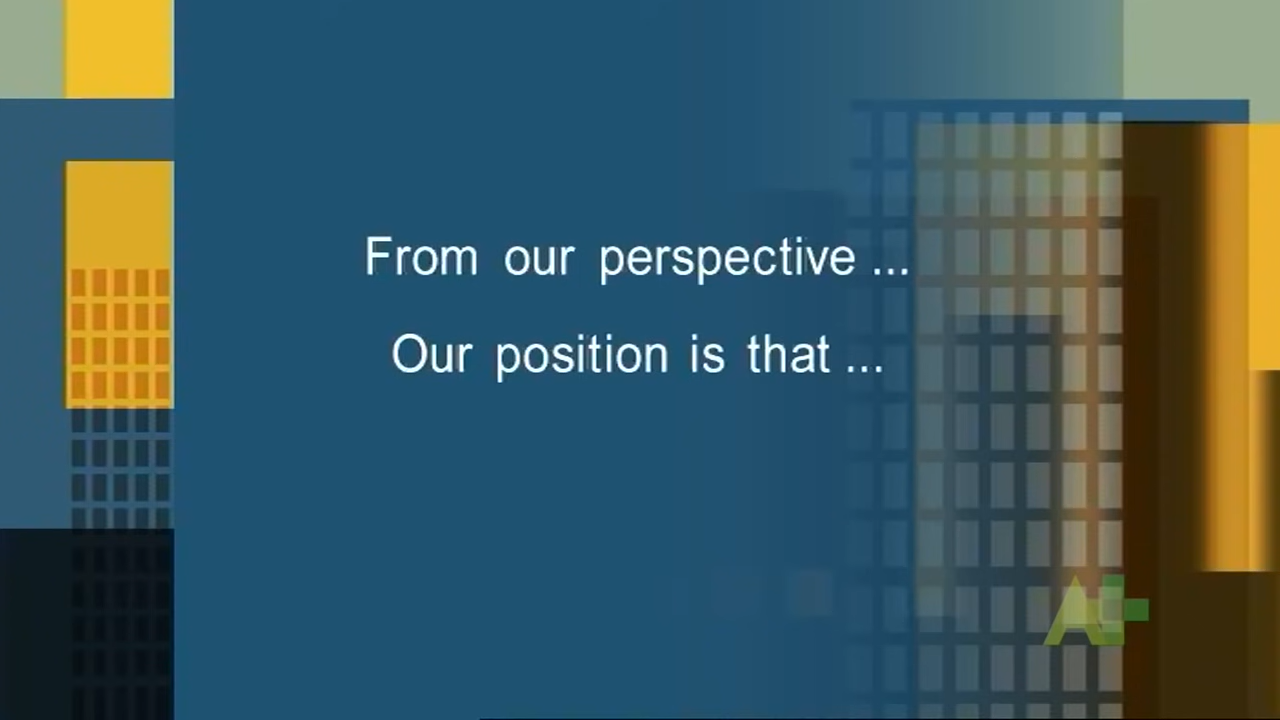 From our perspective ...
Our position is that ...
A+